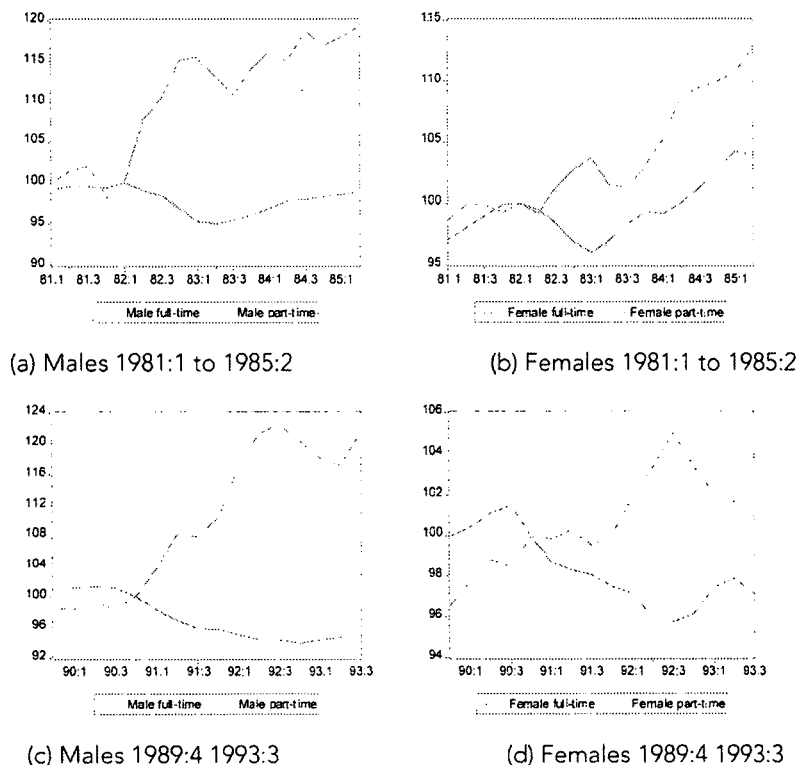 120
115
110
105
100
95
90
81.1 81.3 82.1 82.3 83:1 83:3 84:1 84:3 85:1
Male full-time Male part-time
(a) Males 1981:1 to 1985:2
115
110
105
100
95
81 1 81:3 82.1 82.3 83:1 83:3 84:1 84:3 85:1
Female full-time Female part-time
(b) Females 1981:1 to 1985:2
124
120
116
112
108
104
100
96
92
90:1 90.3 91.1 91:3 92:1 92:3 93.1 93.3
Male full-time Male part-time
(c) Males 1989:4 1993:3
106
104
102
100
98
96
94
90:1 90:3 91:1 91.3 92:1 92:3 93:1 93.3
Female full-time Female part-time
(d) Females 1989:4 1993:3